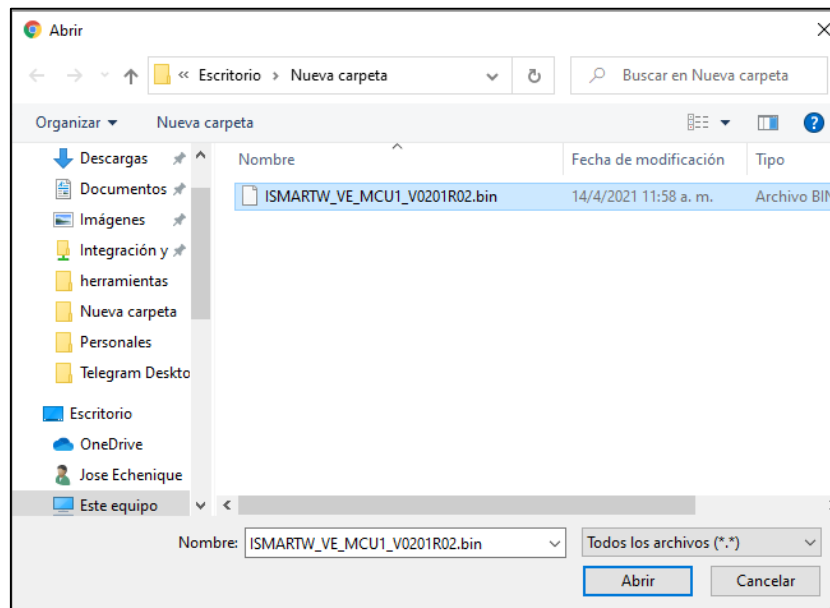 Abrir
« Escritorio › Nueva carpeta
Buscar en Nueva carpeta
Organizar
Nueva carpeta
Nombre
Fecha de modificación
Tipo
ISMARTW_VE_MCU1_V0201R02.bin
14/4/2021 11:58 a. m.
Archivo BIN
Descargas
Documentos
Imágenes
Integración y
herramientas
Nueva carpeta
Personales
Telegram Deskto
Escritorio
OneDrive
Jose Echenique
Este equipo
Nombre:
ISMARTW_VE_MCU1_V0201R02.bin
Todos los archivos (*.*)
Abrir
Cancelar